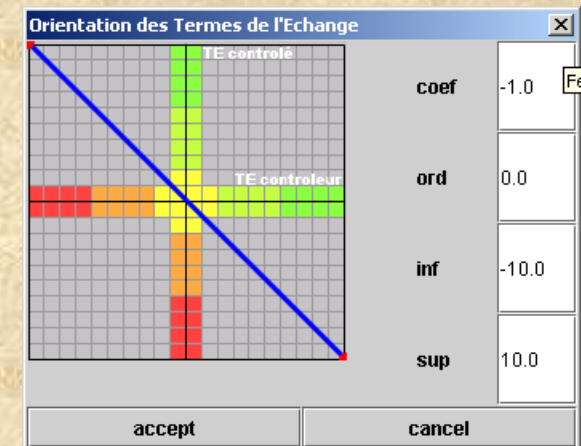 Orientation des Termes de l'Echange
TE controlé
TE controleur
coef -1.0
ord 0.0
inf -10.0
sup 10.0
accept cancel